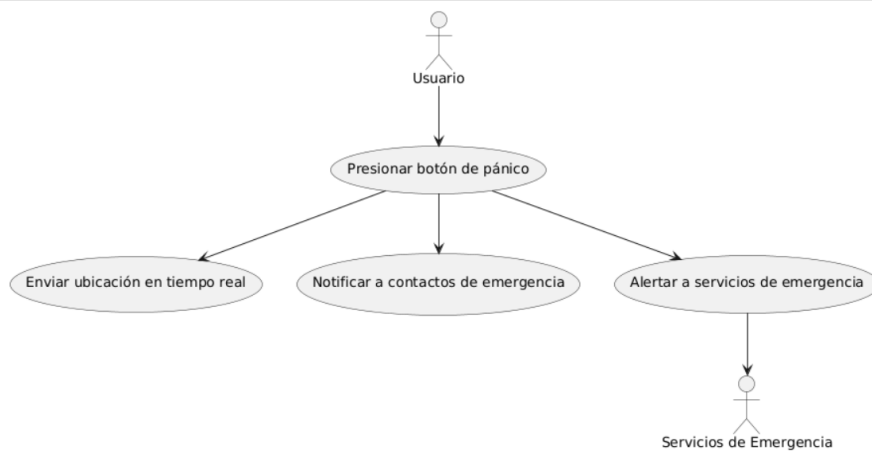 Usuario
Presionar botón de pánico
Enviar ubicación en tiempo real
Notificar a contactos de emergencia
Alertar a servicios de emergencia
Servicios de Emergencia